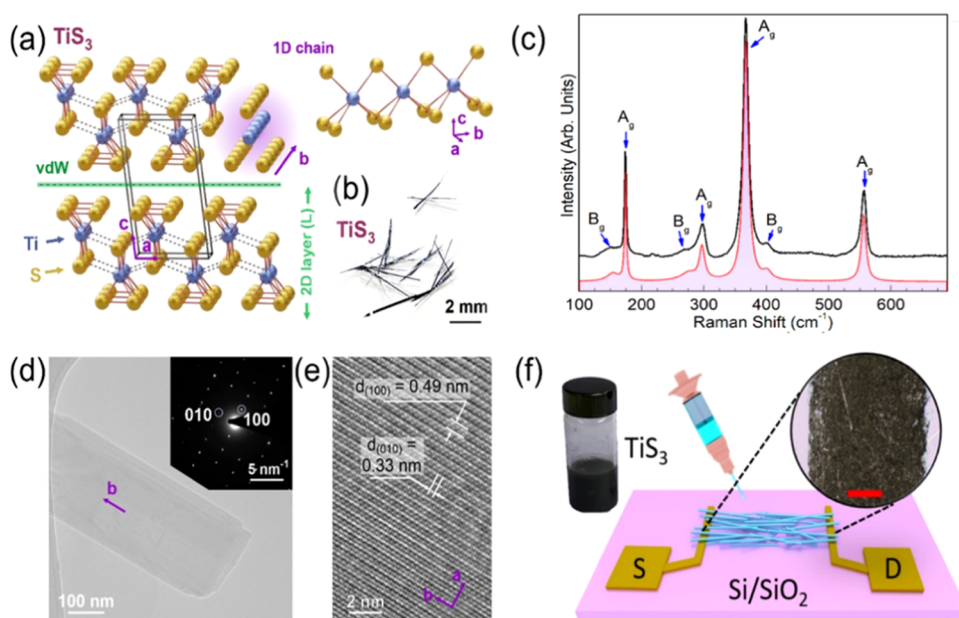 (a)
TiS3
1D chain
b
vdW
c
a
Ti
S
2D layer (L)
c
b
a
(b)
TiS3
2 mm
(c)
Intensity (Arb. Units)
Ag
Ag
Ag
Ag
Bg
Bg
Bg
100 200 300 400 500 600
Raman Shift (cm-1)
(d)
010
100
5 nm-1
b
100 nm
(e)
d(100) = 0.49 nm
d(010) =
0.33 nm
a
b
2 nm
(f)
TiS3
S
D
Si/SiO2